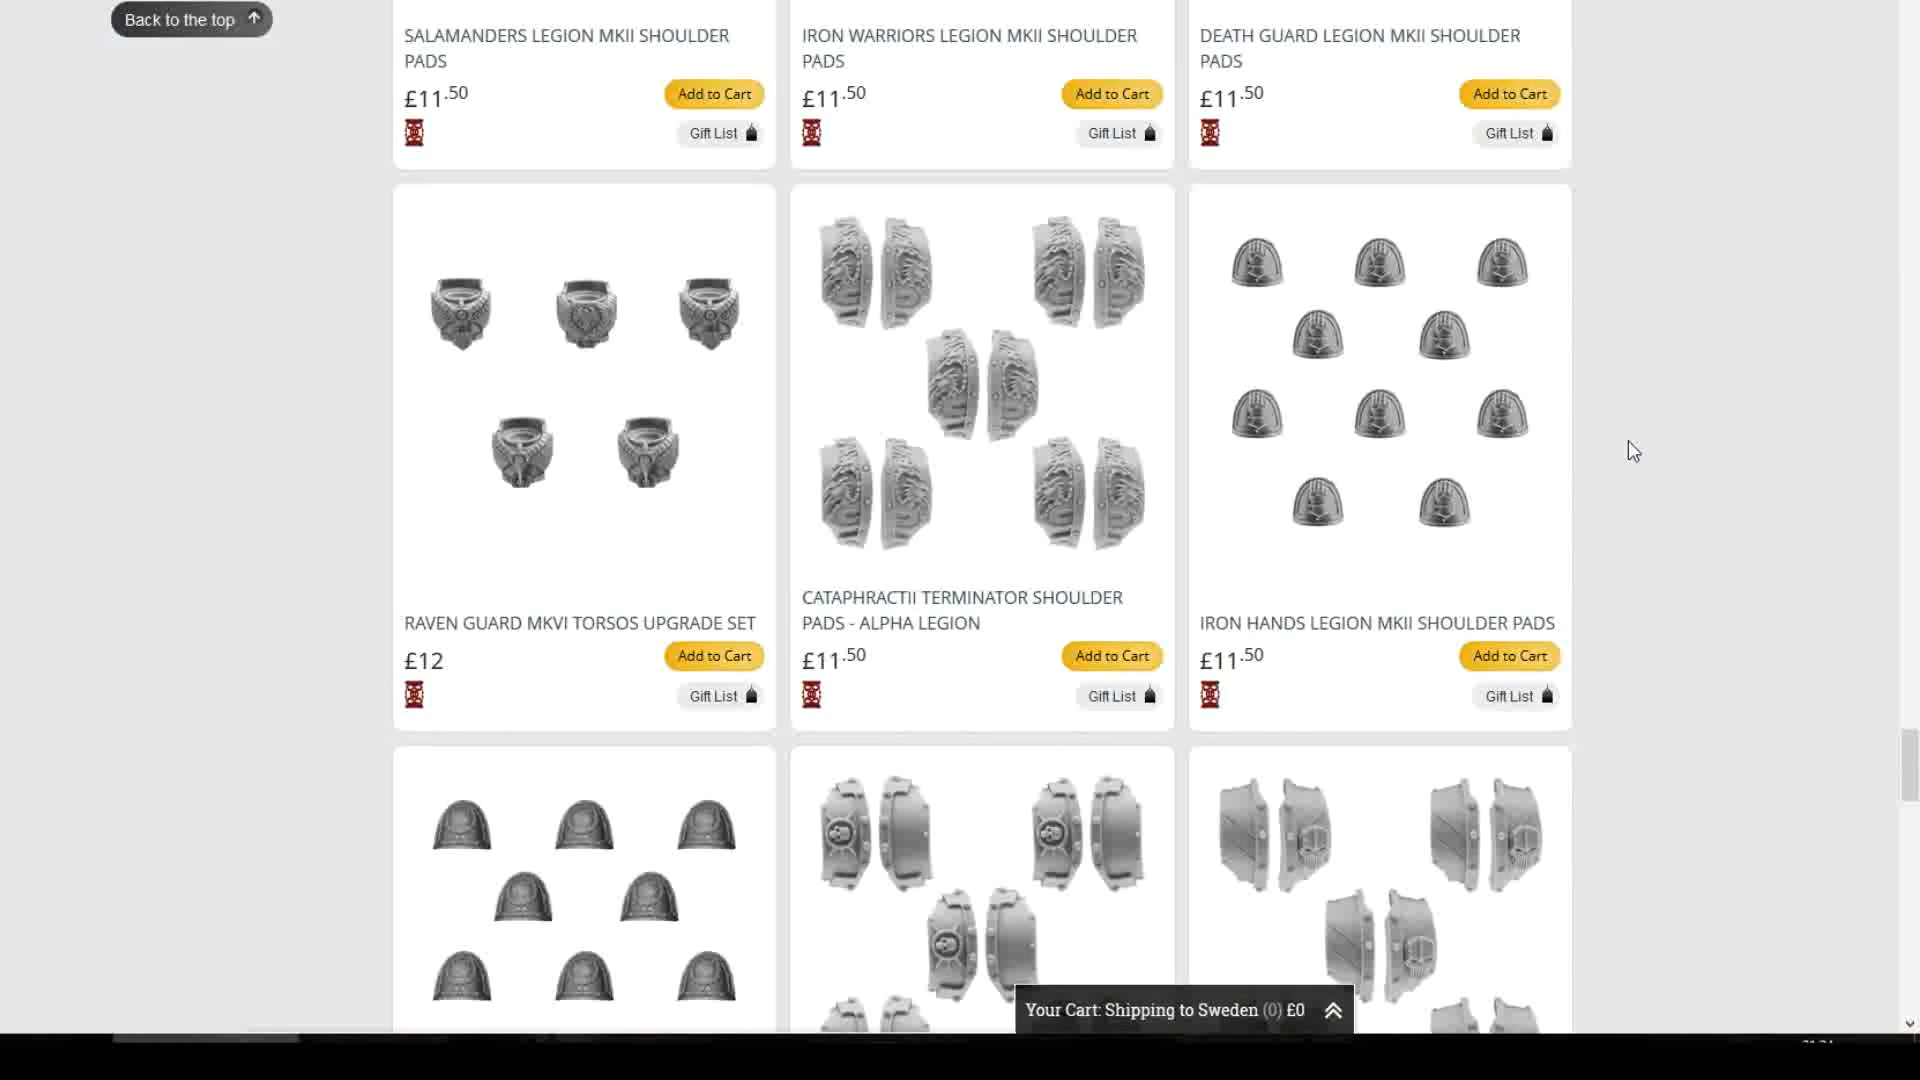 Back to the top
SALAMANDERS LEGION MKII SHOULDER
PADS
£11.50
Add to Cart
Gift List
IRON WARRIORS LEGION MKII SHOULDER
PADS
£11.50
Add to Cart
Gift List
DEATH GUARD LEGION MKII SHOULDER
PADS
£11.50
Add to Cart
Gift List
RAVEN GUARD MKVI TORSOS UPGRADE SET
£12
Add to Cart
Gift List
CATAPHRACTII TERMINATOR SHOULDER
PADS - ALPHA LEGION
£11.50
Add to Cart
Gift List
IRON HANDS LEGION MKII SHOULDER PADS
£11.50
Add to Cart
Gift List
Your Cart: Shipping to Sweden (0) £0